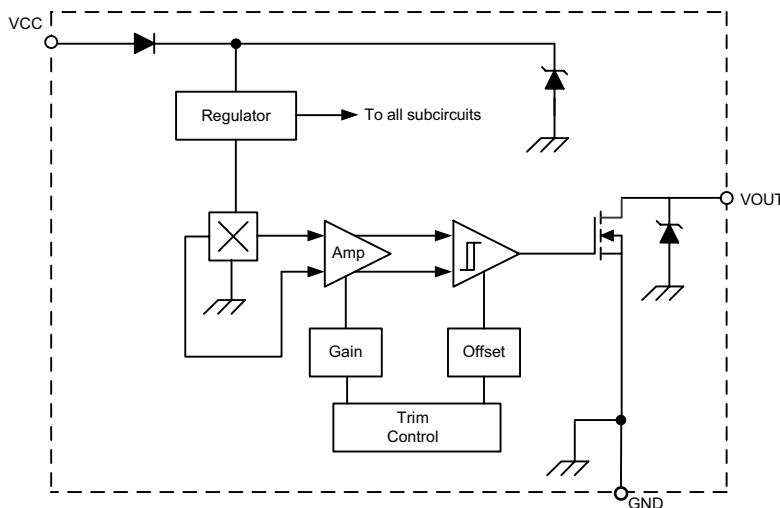 VCC
Regulator
To all subcircuits
VOUT
Amp
Gain
Offset
Trim
Control
GND